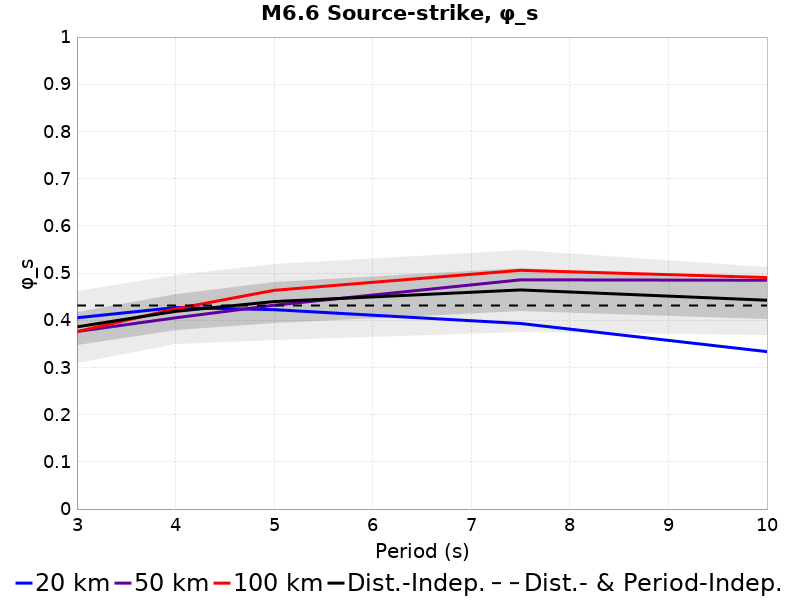 M6.6 Source-strike, φ_s
1
0.9
0.8
0.7
0.6
0.5
0.4
0.3
0.2
0.1
0
φ_s
3 4 5 6 7 8 9 10
Period (s)
20 km 50 km 100 km Dist.-Indep. Dist.- & Period-Indep.